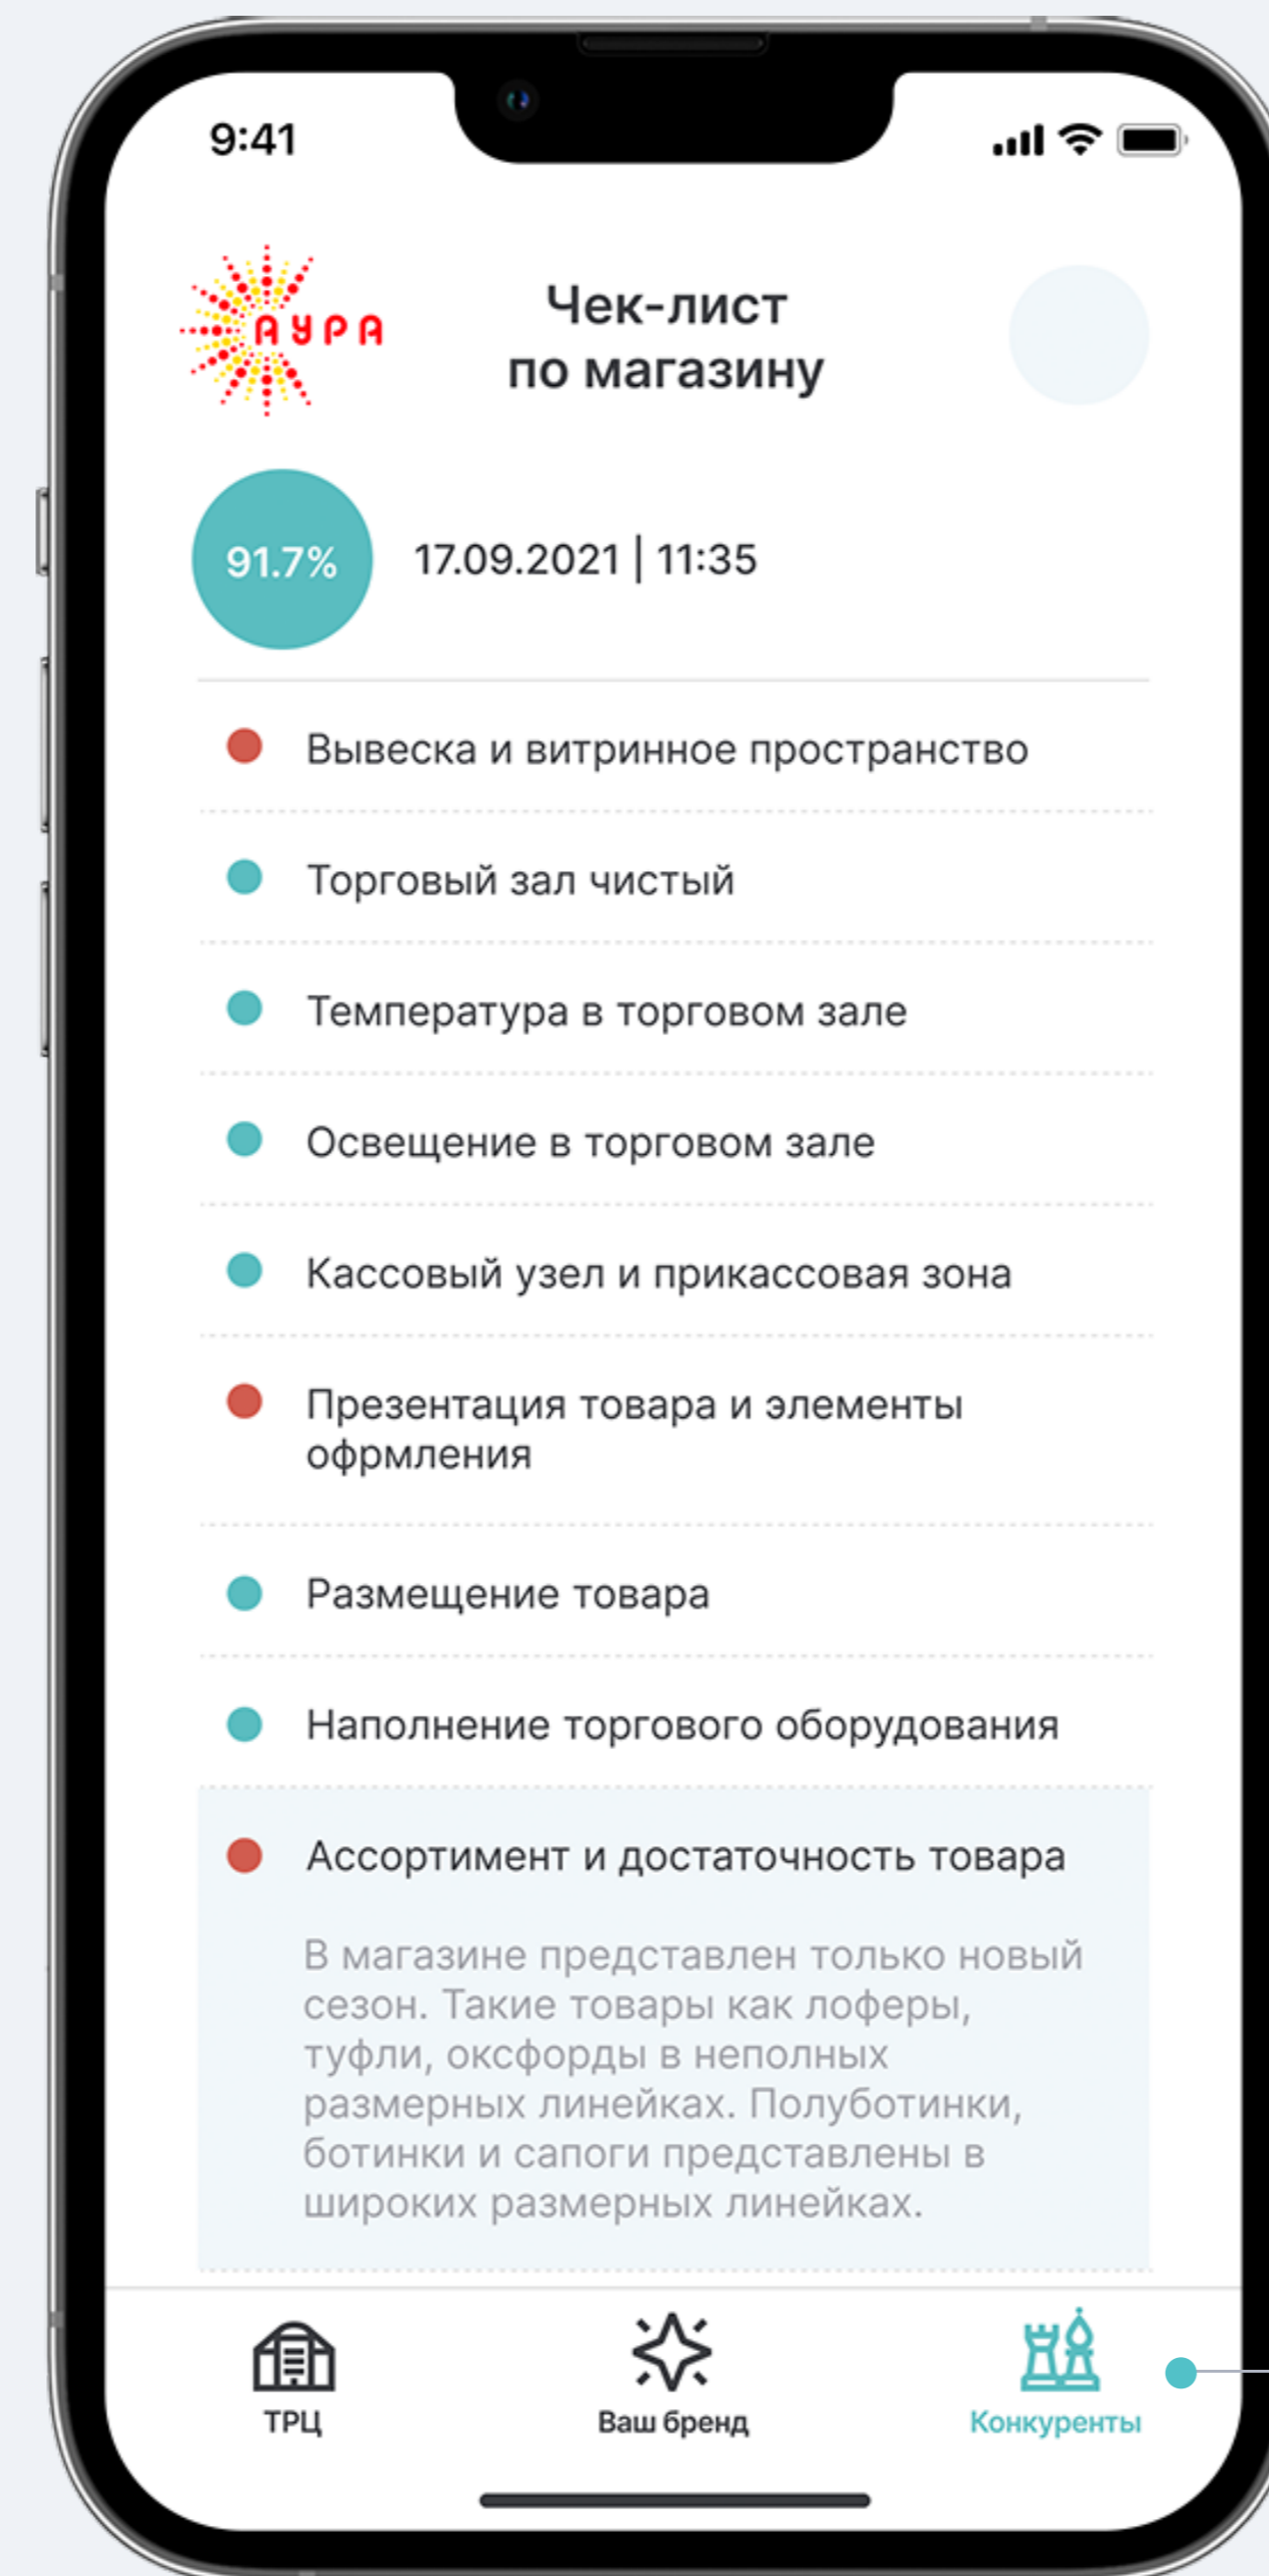 9:41
АУРА
Чек-лист
по магазину
91.7%
17.09.2021 | 11:35
Вывеска и витринное пространство
Торговый зал чистый
Температура в торговом зале
Освещение в торговом зале
Кассовый узел и прикассовая зона
Презентация товара и элементы
офрмления
Размещение товара
Наполнение торгового оборудования
Ассортимент и достаточность товара
В магазине представлен только новый
сезон. Такие товары как лоферы,
туфли, оксфорды в неполных
размерных линейках. Полуботинки,
ботинки и сапоги представлены в
широких размерных линейках.
ТРЦ
Ваш бренд
Конкуренты